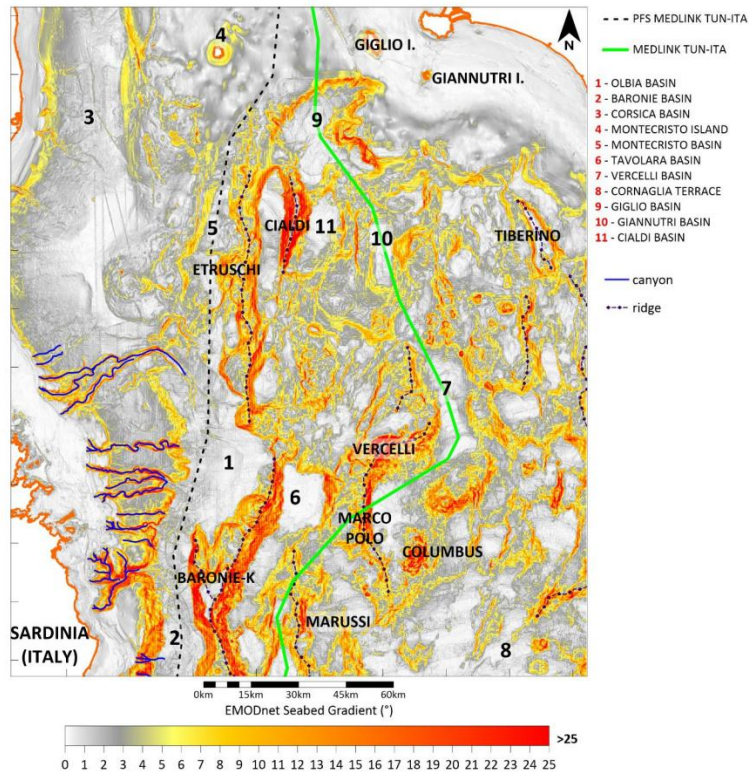 4
GIGLIO I.
N
GIANNUTRI I.
3
9
CIALDI
11
5
10
TIBERINO
ETRUSCHI
7
VERCELLI
1
6
MARCO
POLO
COLUMBUS
BARONIE-K
MARUSSI
SARDINIA
(ITALY)
2
8
PFS MEDLINK TUN-ITA
MEDLINK TUN-ITA
1 - OLBIA BASIN
2 - BARONIE BASIN
3 - CORSICA BASIN
4 - MONTECRISTO ISLAND
5 - MONTECRISTO BASIN
6 - TAVOLARA BASIN
7 - VERCELLI BASIN
8 - CORNAGLIA TERRACE
9 - GIGLIO BASIN
10 - GIANNUTRI BASIN
11 - CIALDI BASIN
canyon
ridge
0km 15km 30km 45km 60km
EMODnet Seabed Gradient (°)
>25
0 1 2 3 4 5 6 7 8 9 10 11 12 13 14 15 16 17 18 19 20 21 22 23 24 25